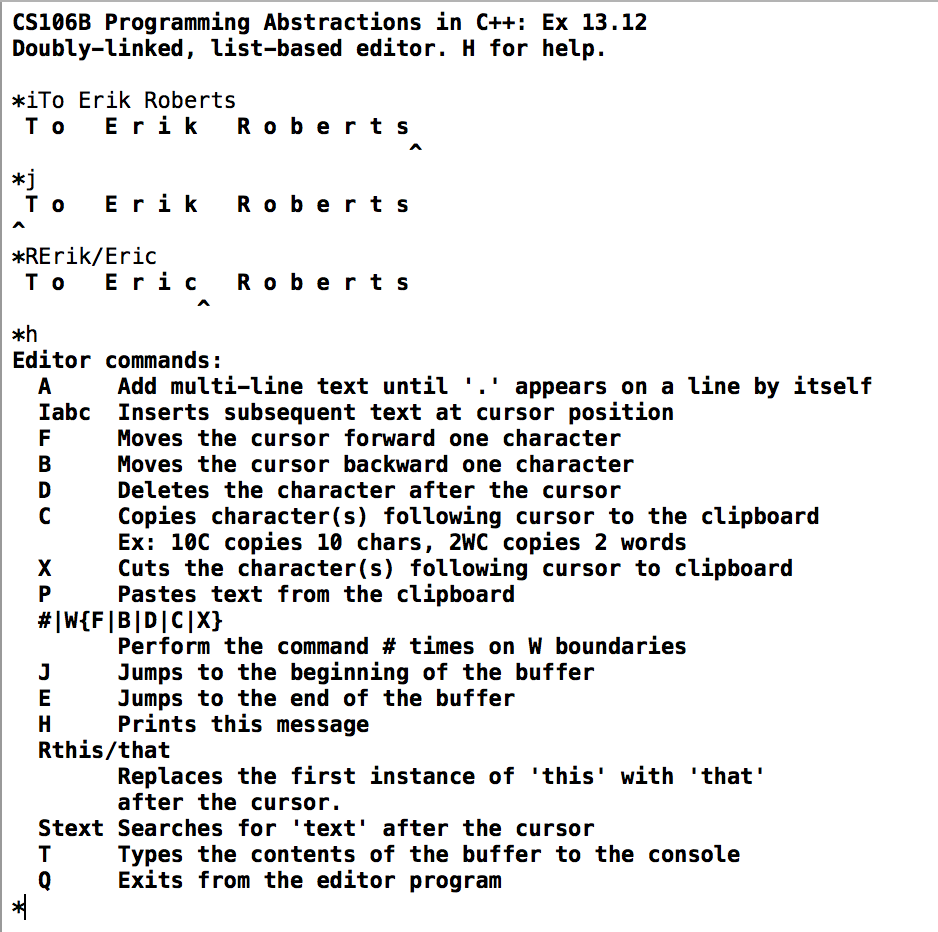 CS106B Programming Abstractions in C++: Ex 13.12
Doubly-linked, list-based editor. H for help.

*iTo Erik Roberts
 T o   E r i k   R o b e r t s
                              ^
*j
 T o   E r i k   R o b e r t s
^
*RErik/Eric
 T o   E r i c   R o b e r t s
              ^
*h
Editor commands:
  A     Add multi-line text until '.' appears on a line by itself
  Iabc  Inserts subsequent text at cursor position
  F     Moves the cursor forward one character
  B     Moves the cursor backward one character
  D     Deletes the character after the cursor
  C     Copies character(s) following cursor to the clipboard
        Ex: 10C copies 10 chars, 2WC copies 2 words
  X     Cuts the character(s) following cursor to clipboard
  P     Pastes text from the clipboard
  #|W{F|B|D|C|X}
        Perform the command # times on W boundaries
  J     Jumps to the beginning of the buffer
  E     Jumps to the end of the buffer
  H     Prints this message
  Rthis/that
        Replaces the first instance of 'this' with 'that'
        after the cursor.
  Stext Searches for 'text' after the cursor
  T     Types the contents of the buffer to the console
  Q     Exits from the editor program
*